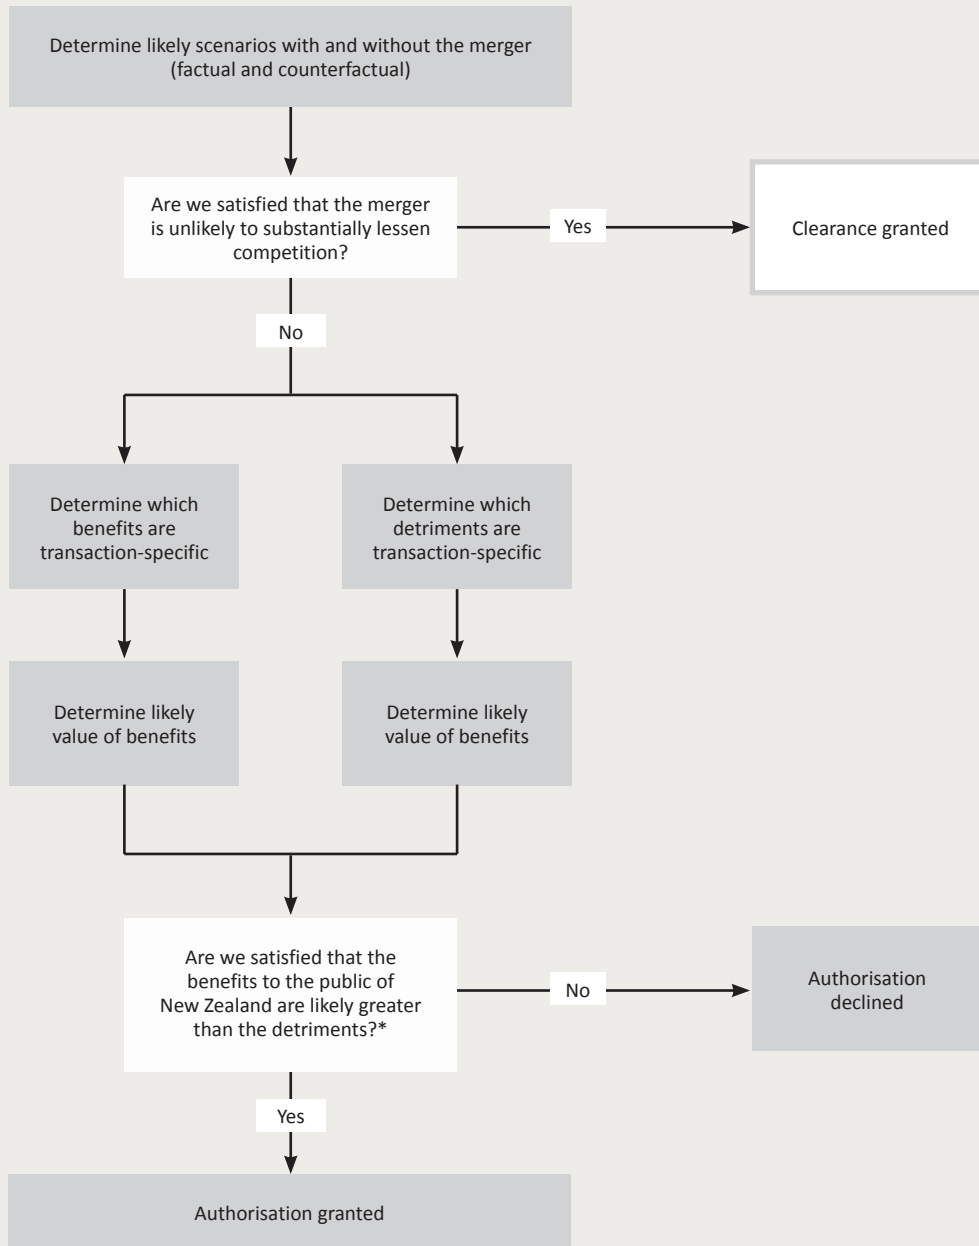 Determine likely scenarios with and without the merger
(factual and counterfactual)
Are we satisfied that the merger
is unlikely to substantially lessen
competition?
Yes
Clearance granted
No
Determine which
benefits are
transaction-specific
Determine which
detriments are
transaction-specific
Determine likely
value of benefits
Determine likely
value of benefits
Are we satisfied that the
benefits to the public of
New Zealand are likely greater
than the detriments?*
No
Authorisation
declined
Yes
Authorisation granted